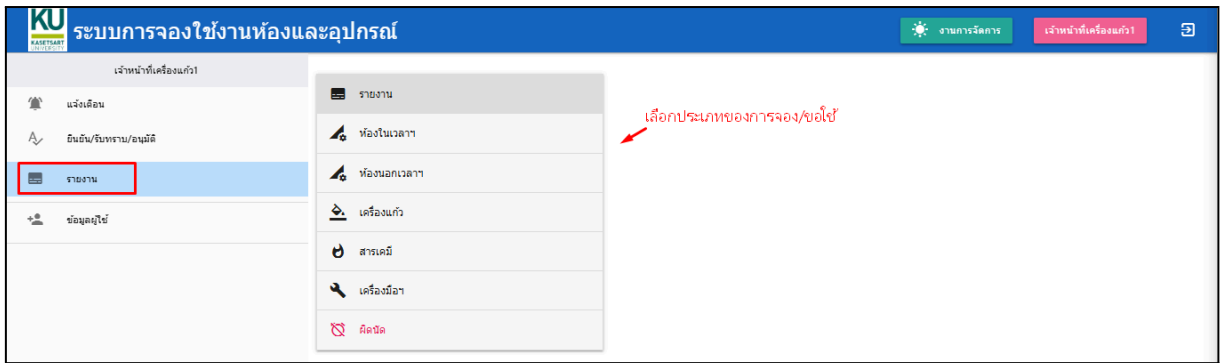 KU
KASETSART
UNIVERSITY
ระบบการจองใช้งานห้องและอุปกรณ์
งานการจัดการ
เจ้าหน้าที่เครื่องแก้ว1
เจ้าหน้าที่เครื่องแก้ว1
แจ้งเตือน
ยืนยัน/รับทราบ/อนุมัติ
รายงาน
ข้อมูลผู้ใช้
รายงาน
ห้องในเวลาฯ
ห้องนอกเวลาฯ
เครื่องแก้ว
สารเคมี
เครื่องมือฯ
ผิดนัด
เลือกประเภทของการจอง/ขอใช้